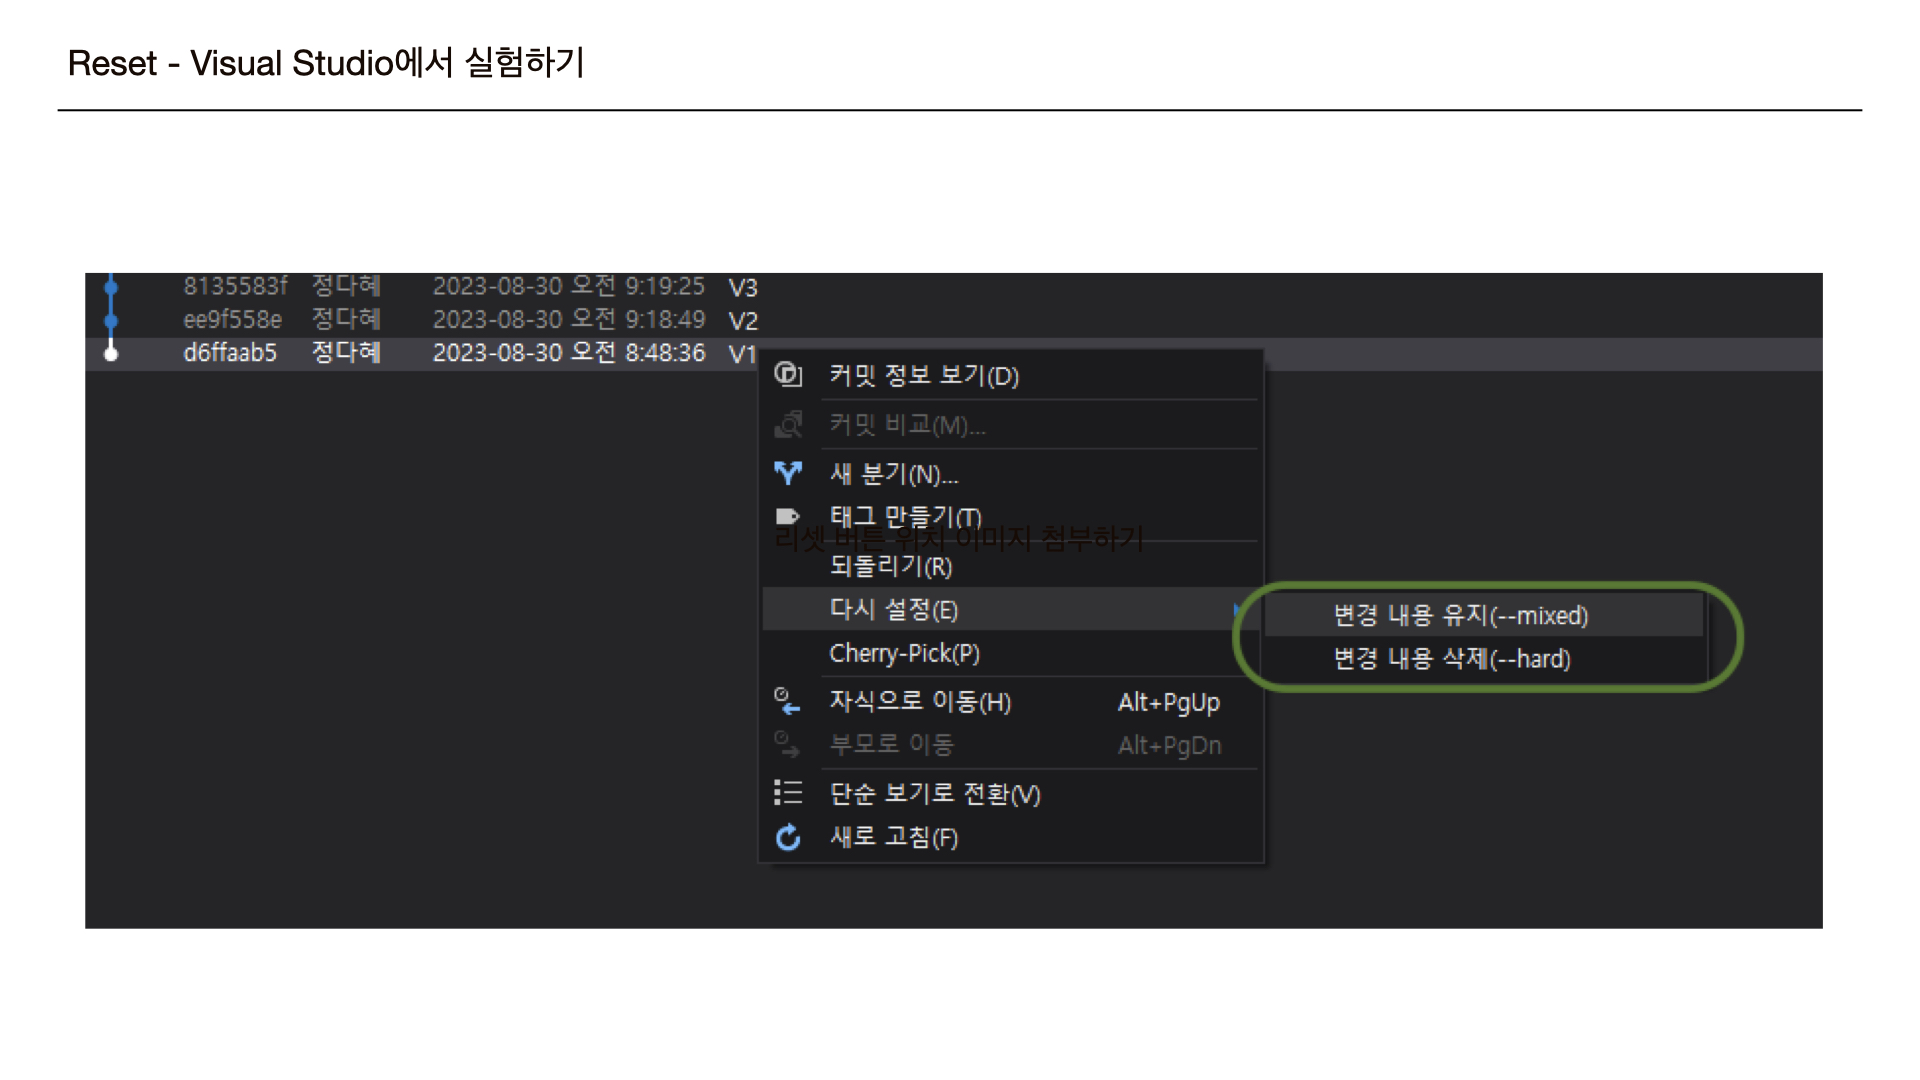 Reset - Visual Studio에서 실험하기
8135583f 정다혜 2023-08-30 오전 9:19:25 V3
ee9f558e 정다혜 2023-08-30 오전 9:18:49 V2
d6ffaab5 정다혜 2023-08-30 오전 8:48:36 V1
커밋 정보 보기(D)
커밋 비교(M)...
새 분기(N)...
태그 만들기(T)
리셋 버튼 위치 이미지 첨부하기
되돌리기(R)
다시 설정(E)
변경 내용 유지(--mixed)
변경 내용 삭제(--hard)
Cherry-Pick(P)
자식으로 이동(H) Alt+PgUp
부모로 이동 Alt+PgDn
단순 보기로 전환(V)
새로 고침(F)